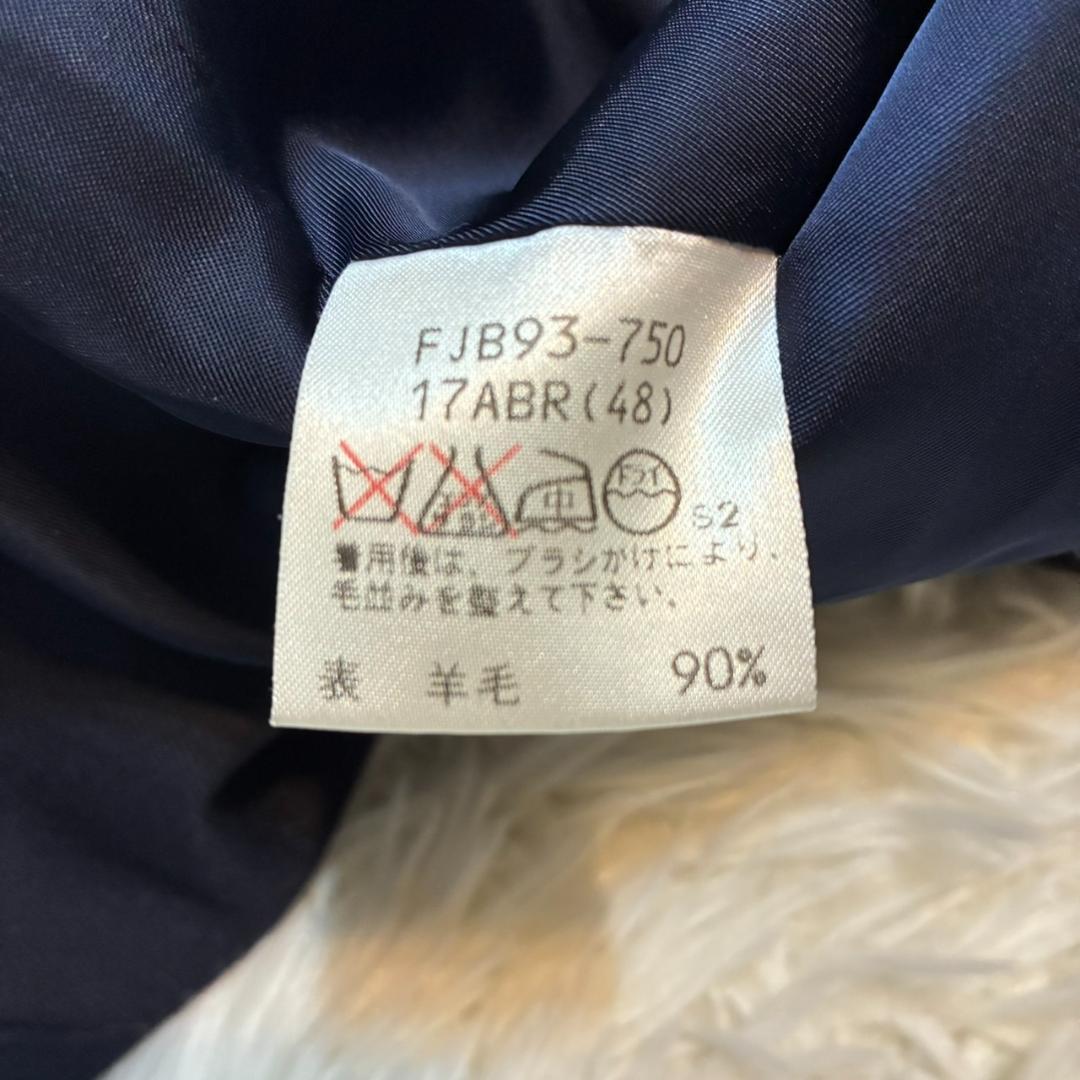 FJB93-750
17ABR(48)
中 ドライ S2
着用後は、ブラシかけにより、
毛並みを整えて下さい。
表 羊毛 90%